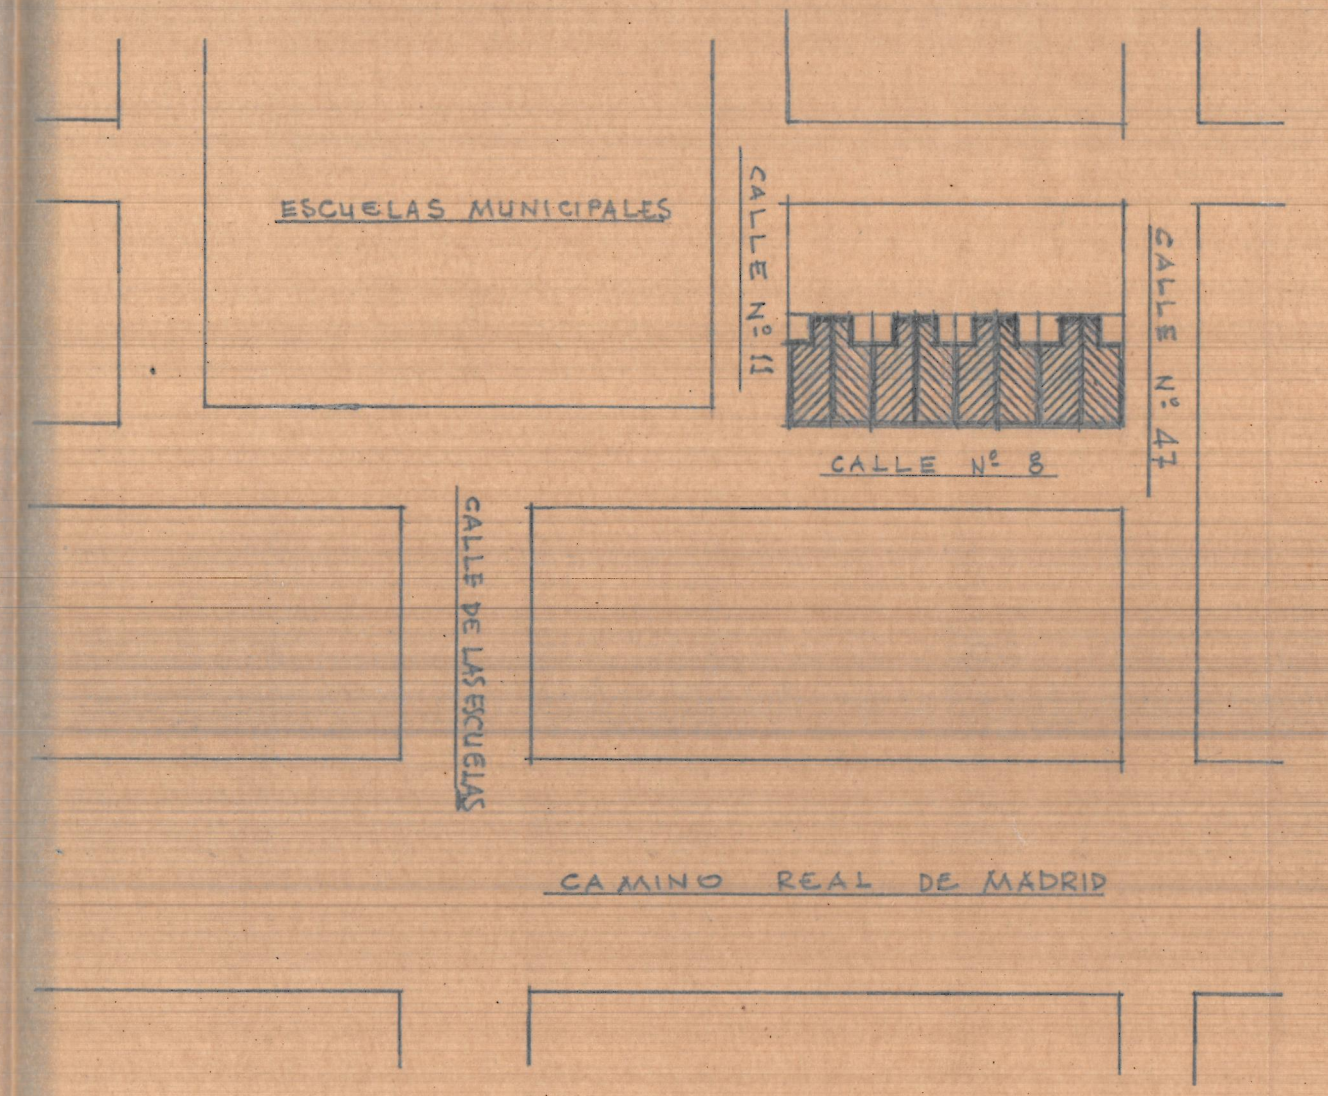 ESCUELAS MUNICIPALES
CALLE Nº 11
CALLE Nº 47
CALLE Nº 8
CALLE DE LAS ESCUELAS
CAMINO REAL DE MADRID